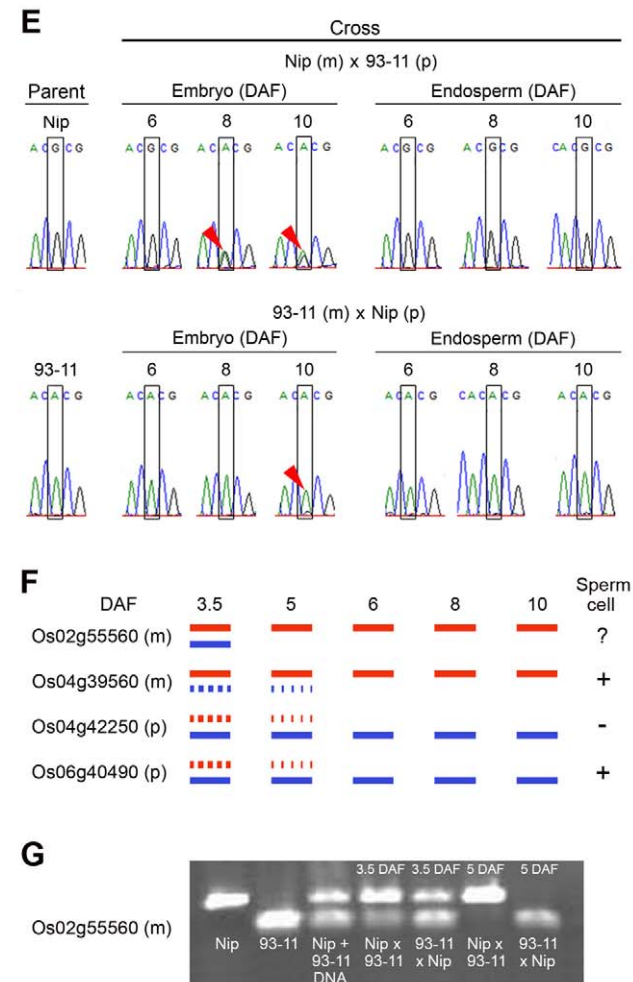 E
Cross
Nip (m) x 93-11 (p)
Parent Embryo (DAF) Endosperm (DAF)
Nip 6 8 10 6 8 10
A C G C G A C G C G A C A C G A C A C G A C G C G A C G C G C A C G C G
93-11 (m) x Nip (p)
Embryo (DAF) Endosperm (DAF)
93-11 6 8 10 6 8 10
A C A C G A C A C G A C A C G A C A C G A C A C G C A C A C G A C A C G
F
DAF 3.5 5 6 8 10 Sperm cell
Os02g55560 (m) ?
Os04g39560 (m) +
Os04g42250 (p) -
Os06g40490 (p) +
G
3.5 DAF 3.5 DAF 5 DAF 5 DAF
Os02g55560 (m)
Nip 93-11 Nip + Nip x 93-11 Nip x 93-11
93-11 93-11 x Nip 93-11 x Nip
DNA